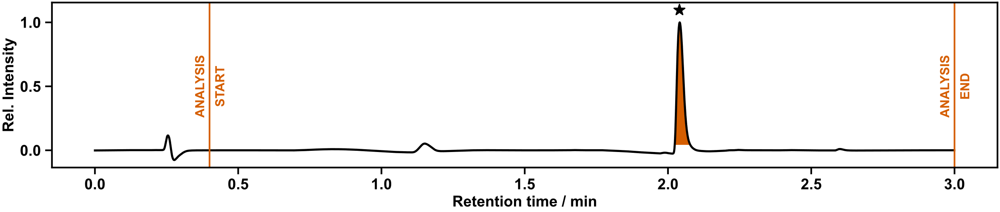 Rel. Intensity
1.0
0.5
0.0
ANALYSIS
START
ANALYSIS
END
0.0 0.5 1.0 1.5 2.0 2.5 3.0
Retention time / min